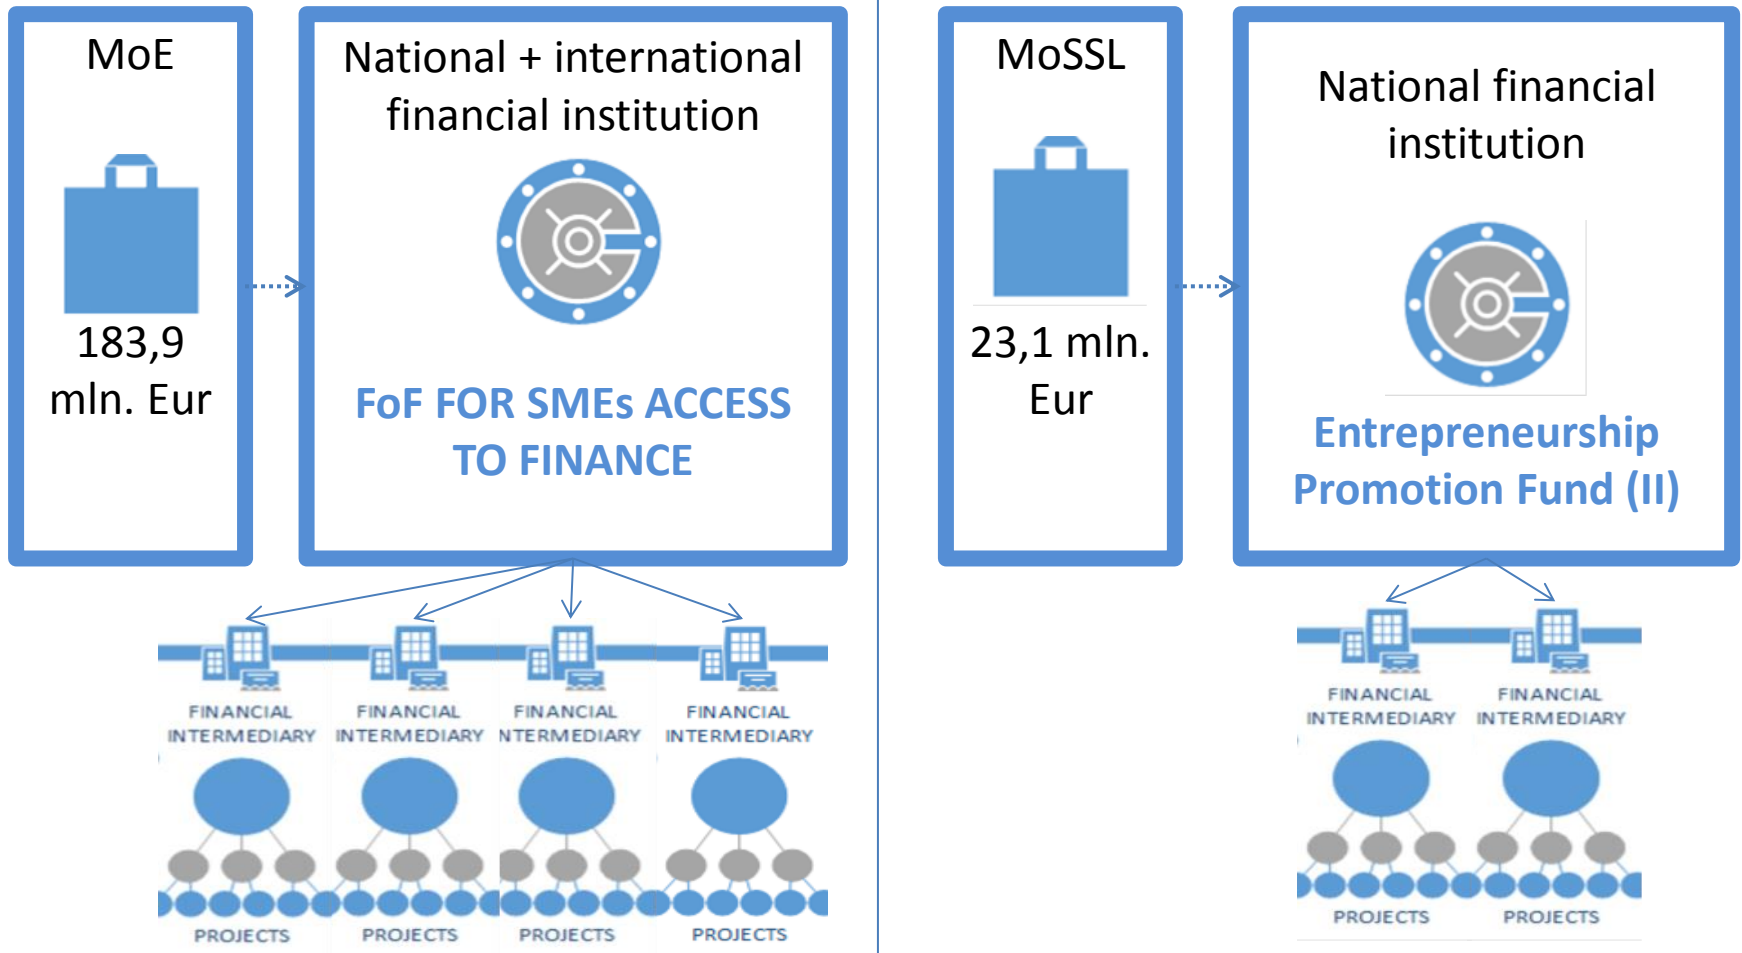 MoE
183,9
mln. Eur
National + international
financial institution
FoF FOR SMEs ACCESS
TO FINANCE
FINANCIAL
INTERMEDIARY
PROJECTS
FINANCIAL
INTERMEDIARY
PROJECTS
FINANCIAL
NTERMEDIARY
PROJECTS
FINANCIAL
INTERMEDIARY
PROJECTS
MoSSL
23,1 mln.
Eur
National financial
institution
Entrepreneurship
Promotion Fund (II)
FINANCIAL
INTERMEDIARY
PROJECTS
FINANCIAL
INTERMEDIARY
PROJECTS